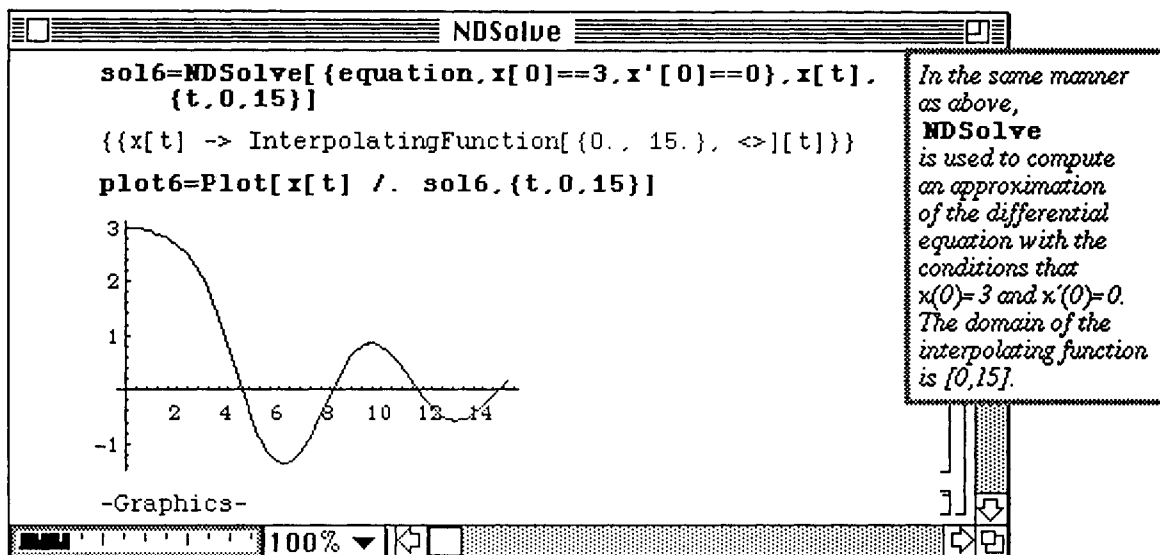 NDSolve
sol6=NDSolve[{equation,x[0]==3,x'[0]==0},x[t],
{t,0,15}]
{{x[t] -> InterpolatingFunction[{0., 15.}, <>][t]}}
plot6=Plot[x[t] /. sol6,{t,0,15}]
3
2
1
2 4 6 8 10 12 14
-1
-Graphics-
100%
In the same manner
as above,
NDSolve
is used to compute
an approximation
of the differential
equation with the
conditions that
x(0)=3 and x´(0)=0.
The domain of the
interpolating function
is [0,15].